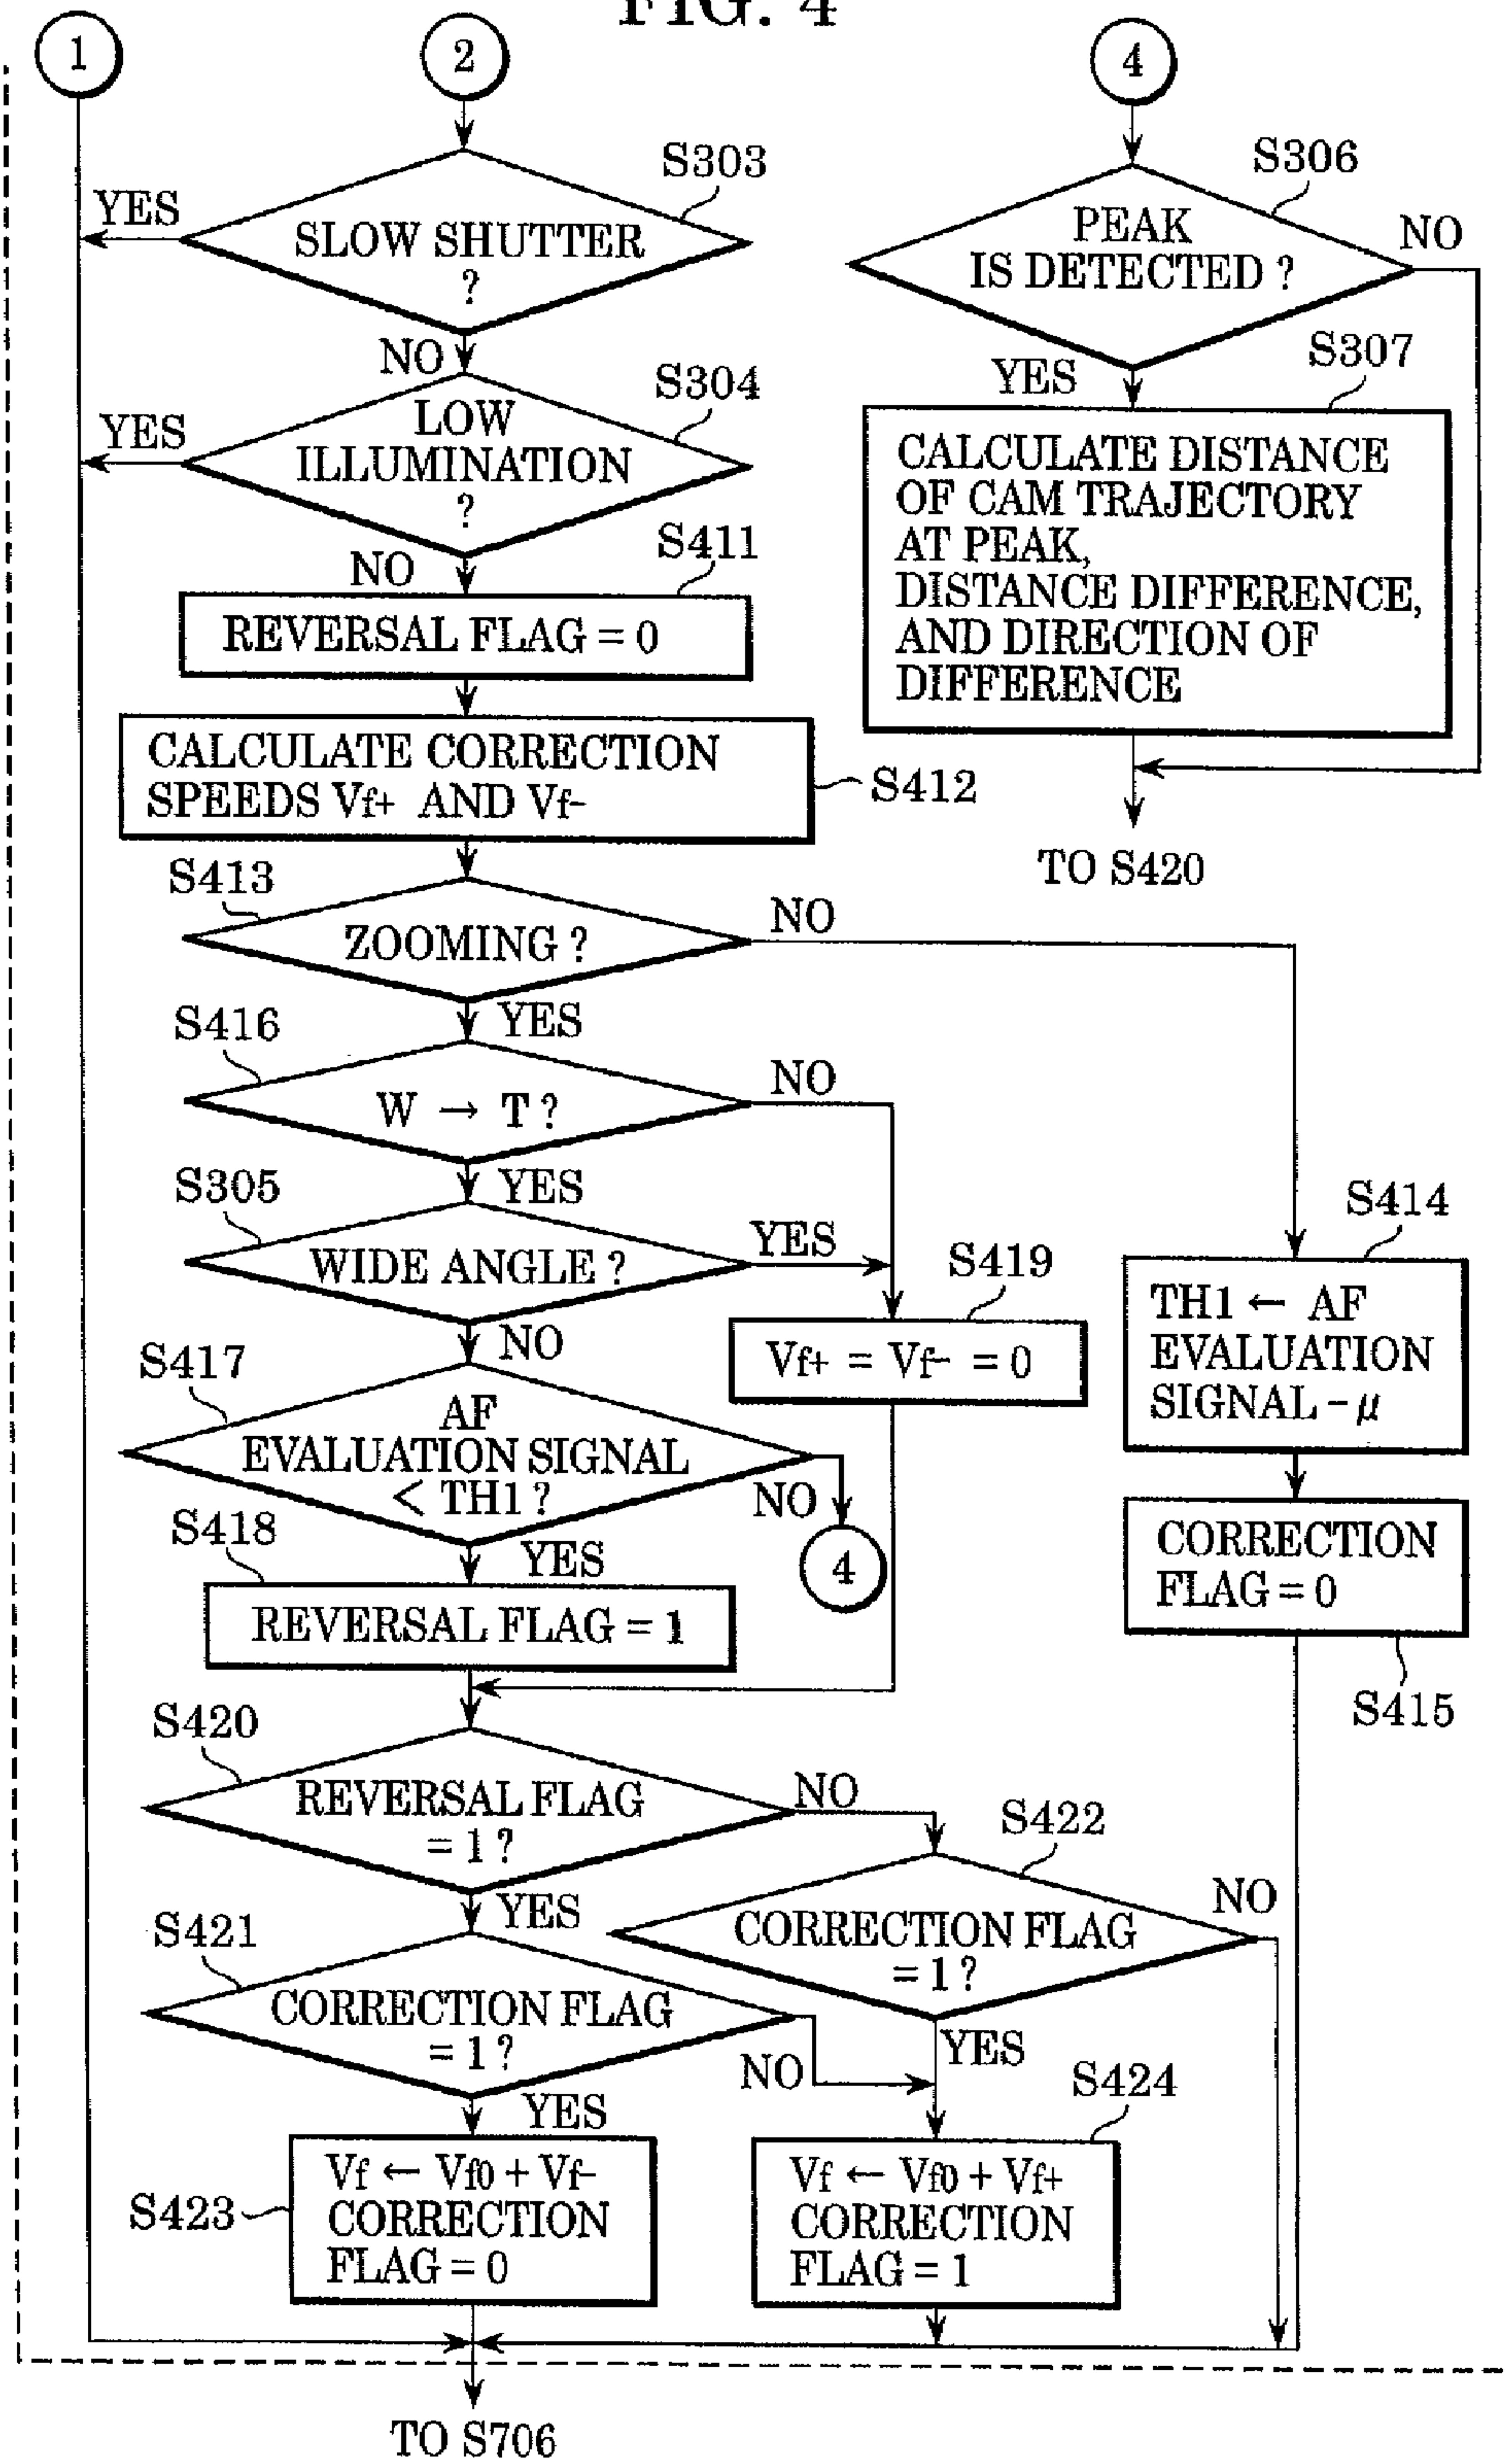 FIG. 4
1
2
4
S303
YES
SLOW SHUTTER
?
NO
S304
YES
LOW
ILLUMINATION
?
NO
S411
REVERSAL FLAG = 0
CALCULATE CORRECTION
SPEEDS Vf+ AND Vf-
S412
S306
PEAK
IS DETECTED ?
NO
YES
S307
CALCULATE DISTANCE
OF CAM TRAJECTORY
AT PEAK,
DISTANCE DIFFERENCE,
AND DIRECTION OF
DIFFERENCE
TO S420
S413
ZOOMING ?
NO
YES
S416
W → T ?
NO
YES
S305
WIDE ANGLE ?
YES
NO
S419
Vf+ = Vf- = 0
S414
TH1 ← AF
EVALUATION
SIGNAL - μ
CORRECTION
FLAG = 0
S415
S417
AF
EVALUATION SIGNAL
< TH1 ?
NO
4
YES
S418
REVERSAL FLAG = 1
S420
REVERSAL FLAG
= 1 ?
NO
YES
S422
CORRECTION FLAG
= 1 ?
NO
YES
S421
CORRECTION FLAG
= 1 ?
NO
YES
S423
Vf ← Vf0 + Vf-
CORRECTION
FLAG = 0
S424
Vf ← Vf0 + Vf+
CORRECTION
FLAG = 1
TO S706